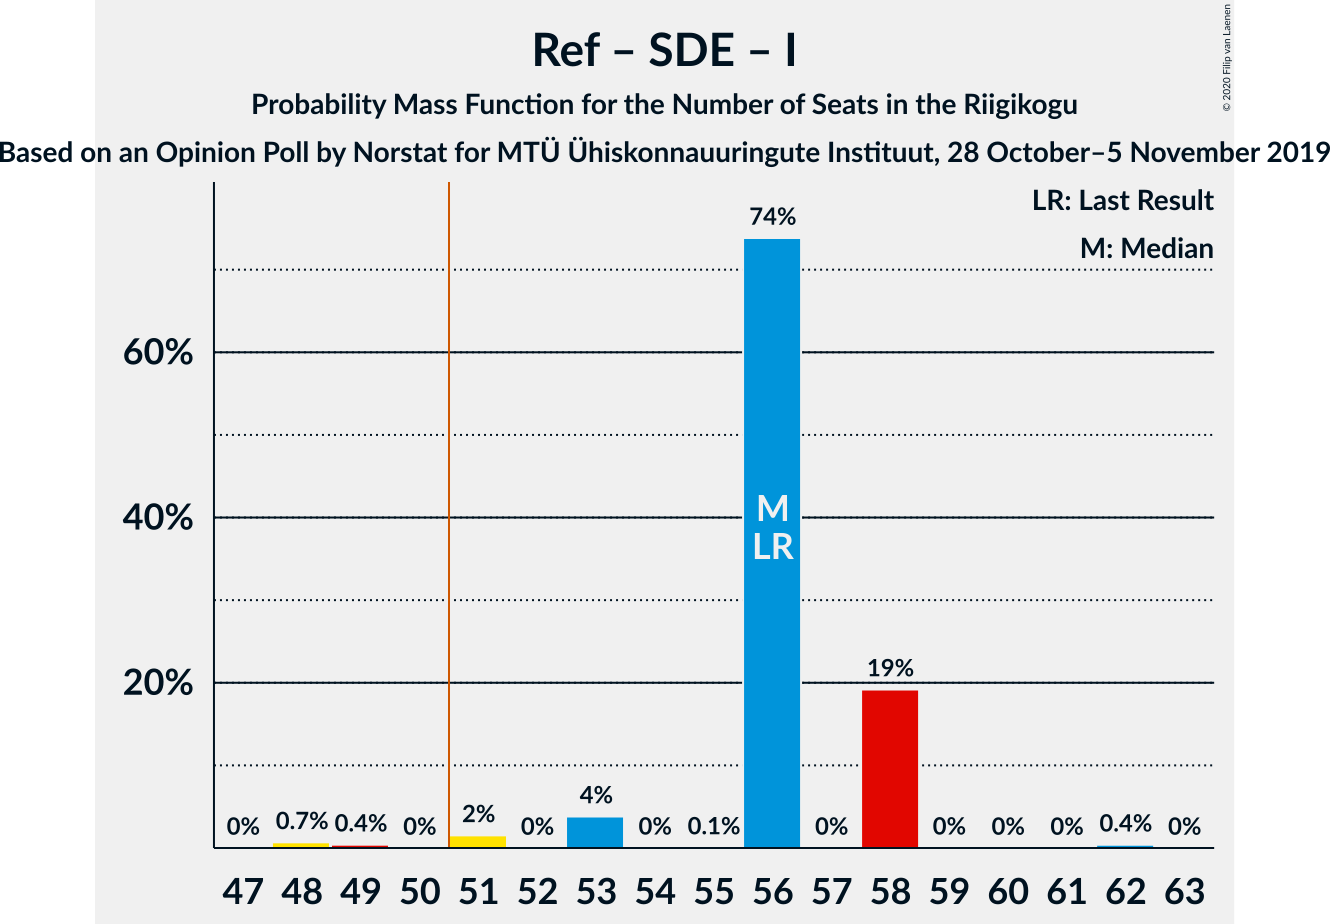 Ref – SDE – I
Probability Mass Function for the Number of Seats in the Riigikogu
Based on an Opinion Poll by Norstat for MTÜ Ühiskonnauuringute Instituut, 28 October–5 November 2019
© 2020 Filip van Laenen
LR: Last Result
M: Median
74%
60%
40%
M
LR
20%
19%
0% 0.7% 0.4% 0% 2% 0% 4% 0% 0.1% 0% 0% 0% 0% 0.4% 0%
47 48 49 50 51 52 53 54 55 56 57 58 59 60 61 62 63